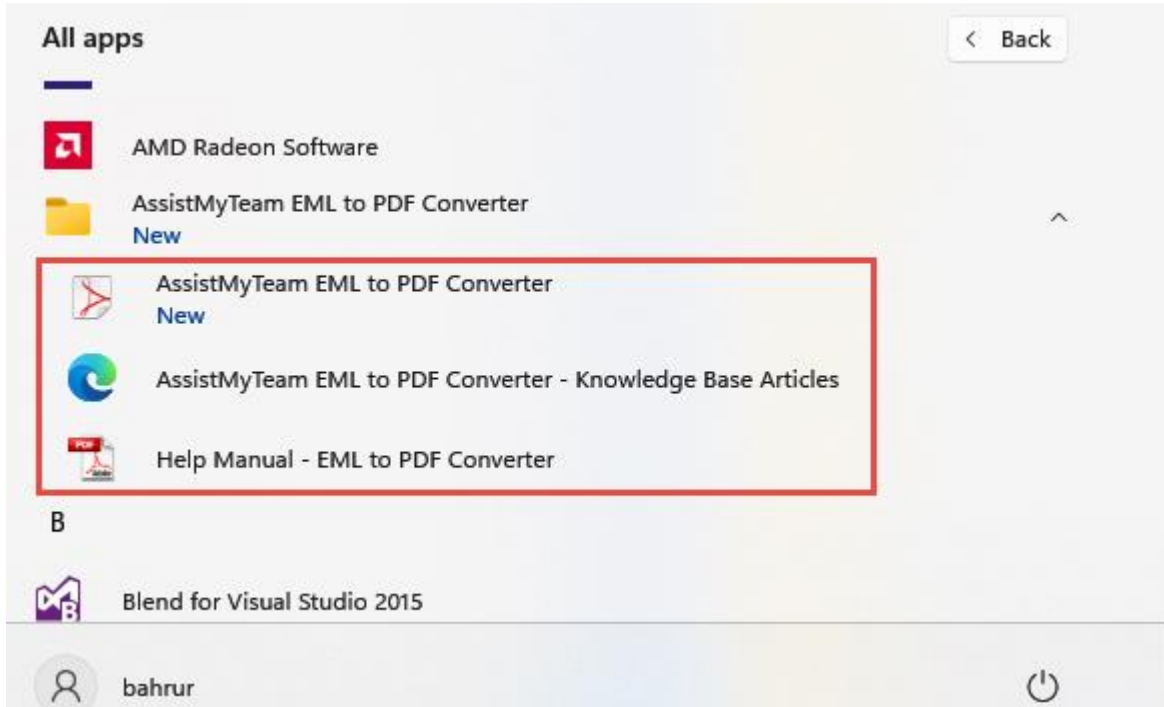 All apps
Back
AMD Radeon Software
AssistMyTeam EML to PDF Converter
New
AssistMyTeam EML to PDF Converter
New
AssistMyTeam EML to PDF Converter - Knowledge Base Articles
PDF
Adobe
Help Manual - EML to PDF Converter
B
B
Blend for Visual Studio 2015
bahrur